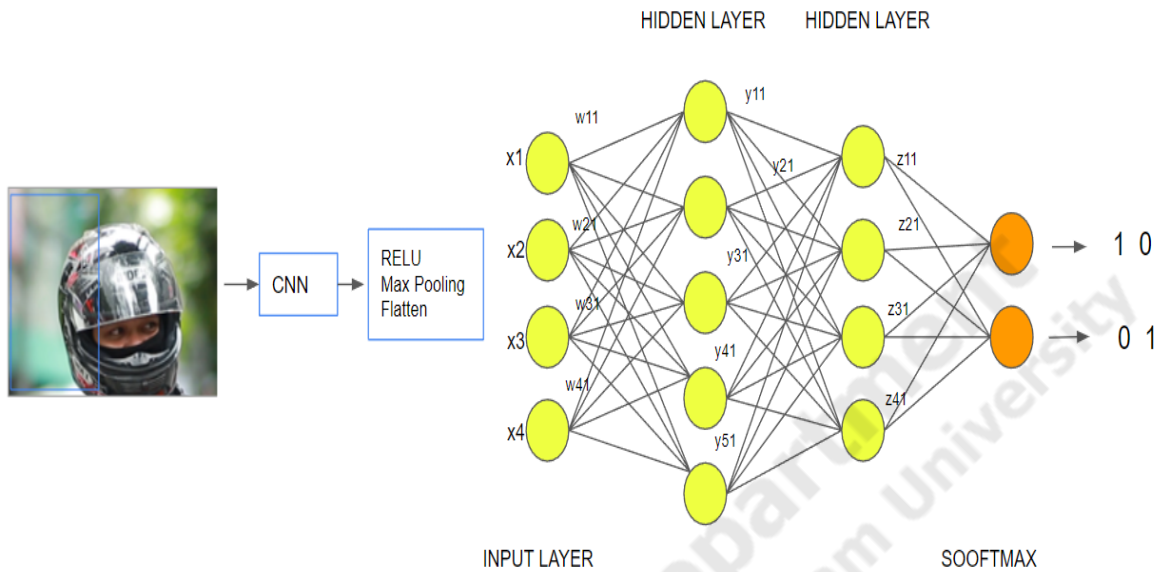 HIDDEN LAYER HIDDEN LAYER
w11
y11
x1
y21
z11
w21
z21
x2
y31
CNN
RELU
Max Pooling
Flatten
w31
z31
x3
y41
w41
z41
x4
y51
1 0
0 1
INPUT LAYER
SOOFTMAX
University